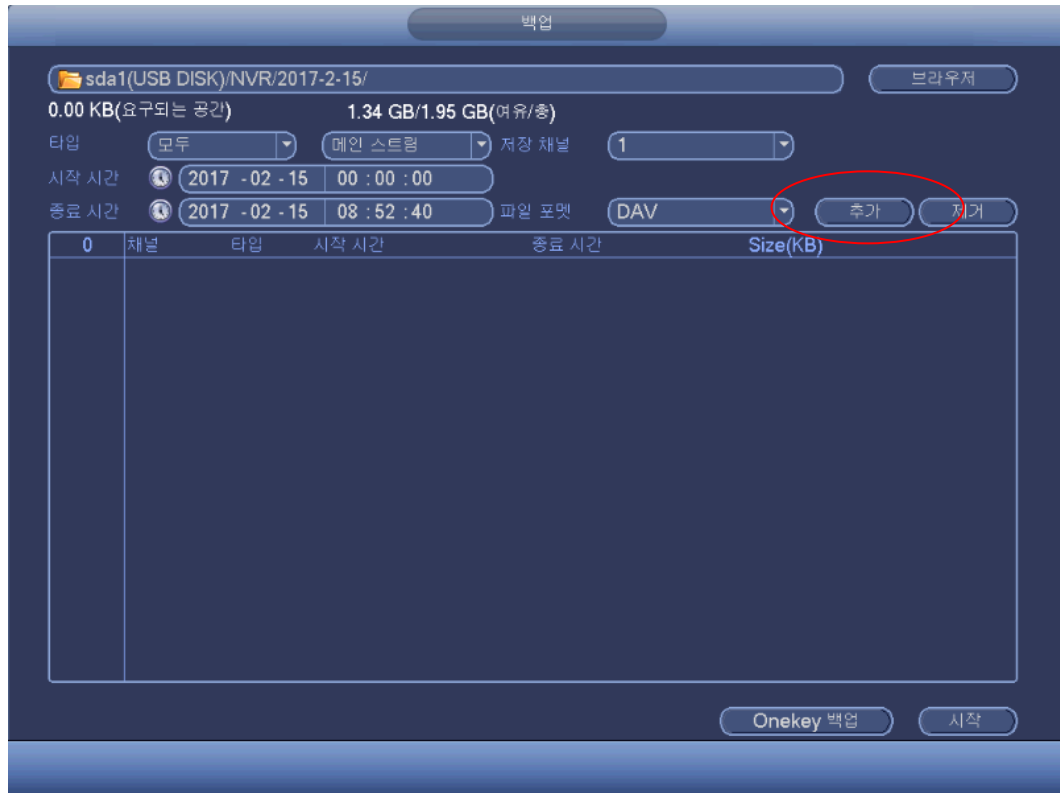 백업
sda1(USB DISK)/NVR/2017-2-15/ 브라우저
0.00 KB(요구되는 공간) 1.34 GB/1.95 GB(여유/총)
타입 모두 메인 스트림 저장 채널 1
시작 시간 2017 - 02 - 15 00 : 00 : 00
종료 시간 2017 - 02 - 15 08 : 52 : 40 파일 포멧 DAV 추가 제거
0 채널 타입 시작 시간 종료 시간 Size(KB)
Onekey 백업 시작